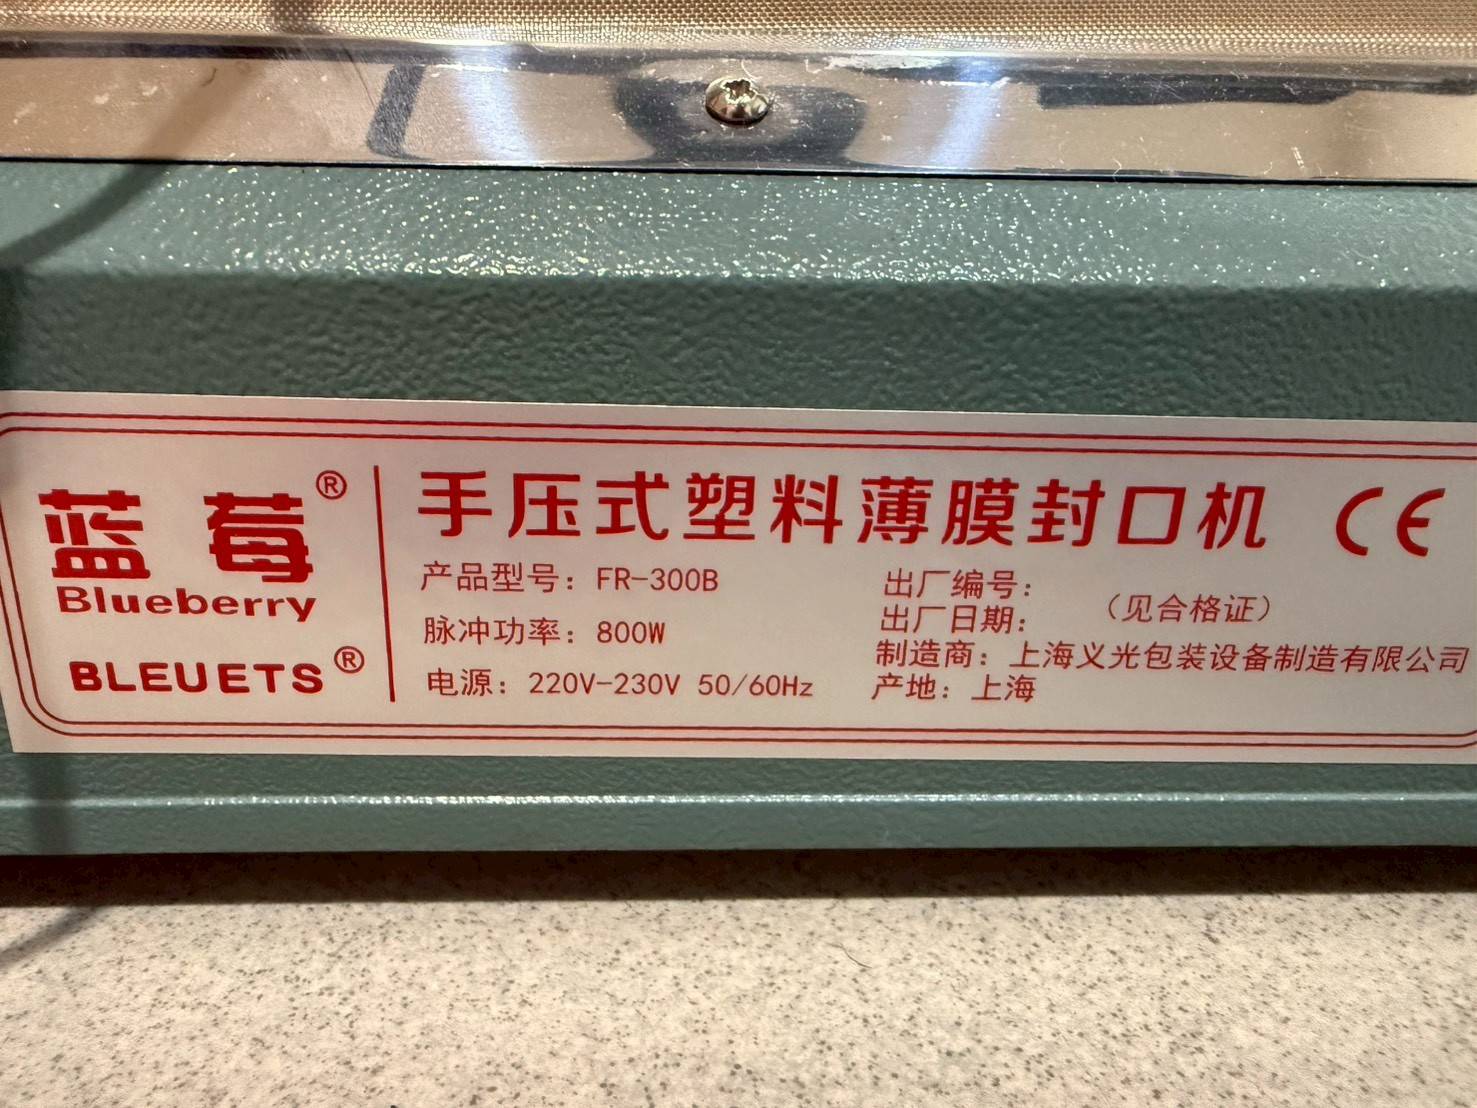 蓝莓®
Blueberry
BLEUETS®
手压式塑料薄膜封口机 CE
产品型号：FR-300B
脉冲功率：800W
电源：220V-230V 50/60Hz
出厂编号：
出厂日期：
（见合格证）
制造商：上海义光包装设备制造有限公司
产地：上海